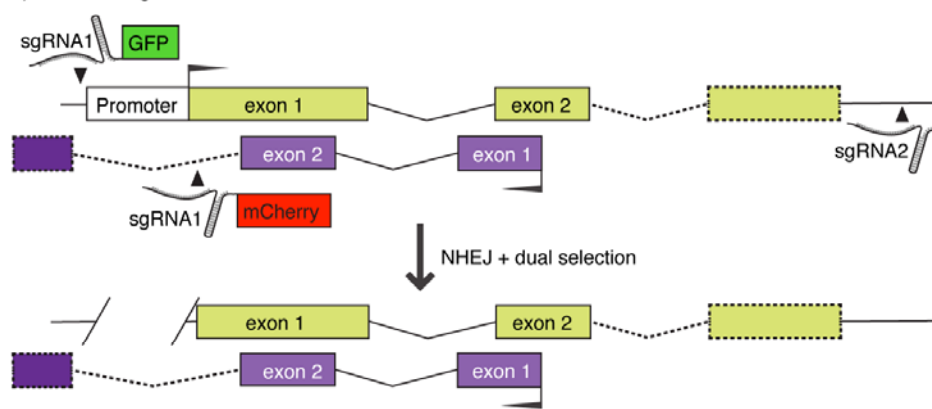 sgRNA1
GFP
Promoter
exon 1
exon 2
exon 2
exon 1
sgRNA2
sgRNA1
mCherry
NHEJ + dual selection
exon 1
exon 2
exon 2
exon 1